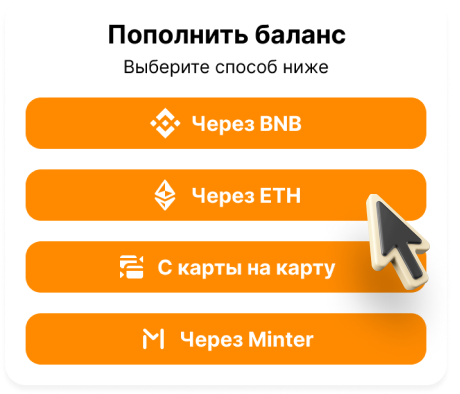 Пополнить баланс
Выберите способ ниже
Через BNB
Через ETH
С карты на карту
Через Minter